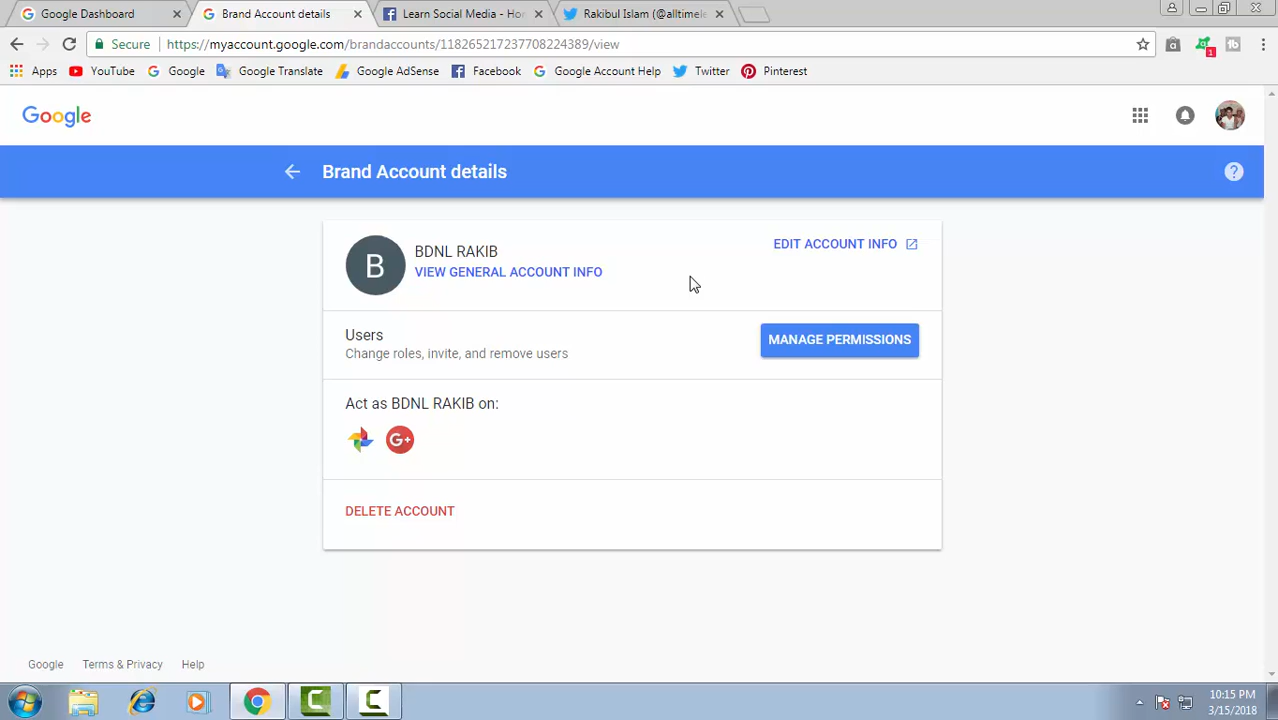 Google Dashboard
Brand Account details
Learn Social Media - Hor
Rakibul Islam (@alltimele
Secure
https://myaccount.google.com/brandaccounts/118265217237708224389/view
Apps
YouTube
Google
Google Translate
Google AdSense
Facebook
Google Account Help
Twitter
Pinterest
Google
Brand Account details
B
BDNL RAKIB
VIEW GENERAL ACCOUNT INFO
EDIT ACCOUNT INFO
Users
Change roles, invite, and remove users
MANAGE PERMISSIONS
Act as BDNL RAKIB on:
G+
DELETE ACCOUNT
Google
Terms & Privacy
Help
10:15 PM
3/15/2018